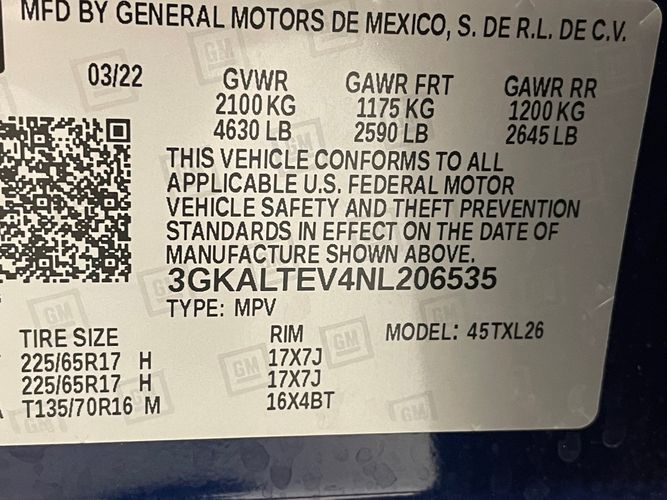 MFD BY GENERAL MOTORS DE MEXICO, S. DE R.L. DE C.V.
03/22 GVWR GAWR FRT GAWR RR
2100 KG 1175 KG 1200 KG
4630 LB 2590 LB 2645 LB
THIS VEHICLE CONFORMS TO ALL
APPLICABLE U.S. FEDERAL MOTOR
VEHICLE SAFETY AND THEFT PREVENTION
STANDARDS IN EFFECT ON THE DATE OF
MANUFACTURE SHOWN ABOVE.
3GKALTEV4NL206535
TYPE: MPV
TIRE SIZE RIM MODEL: 45TXL26
225/65R17 H 17X7J
225/65R17 H 17X7J
T135/70R16 M 16X4BT